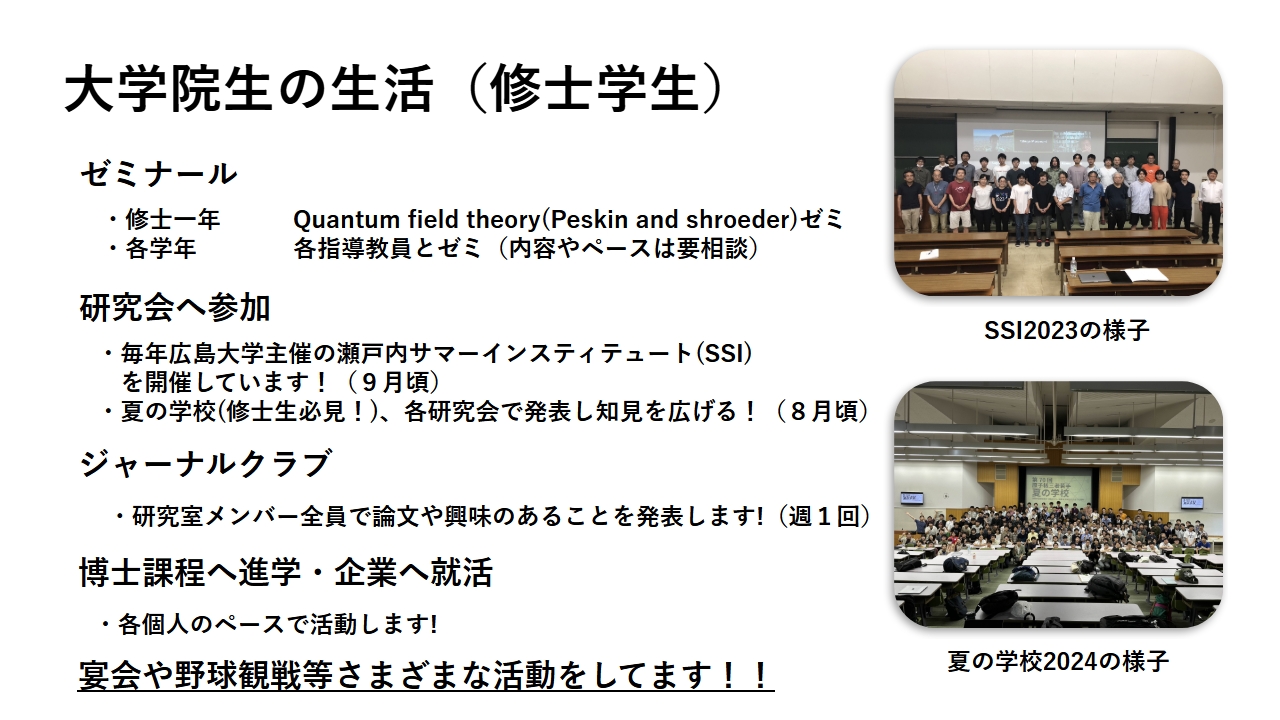 大学院生の生活（修士学生）
ゼミナール
・修士一年 Quantum field theory(Peskin and shroeder)ゼミ
・各学年 各指導教員とゼミ（内容やペースは要相談）
研究会へ参加
・毎年広島大学主催の瀬戸内サマーインスティテュート(SSI)
を開催しています！（９月頃）
・夏の学校(修士生必見！)、各研究会で発表し知見を広げる！（８月頃）
ジャーナルクラブ
・研究室メンバー全員で論文や興味のあることを発表します!（週１回）
博士課程へ進学・企業へ就活
・各個人のペースで活動します!
宴会や野球観戦等さまざまな活動をしてます！！
SSI2023の様子
夏の学校
夏の学校2024の様子